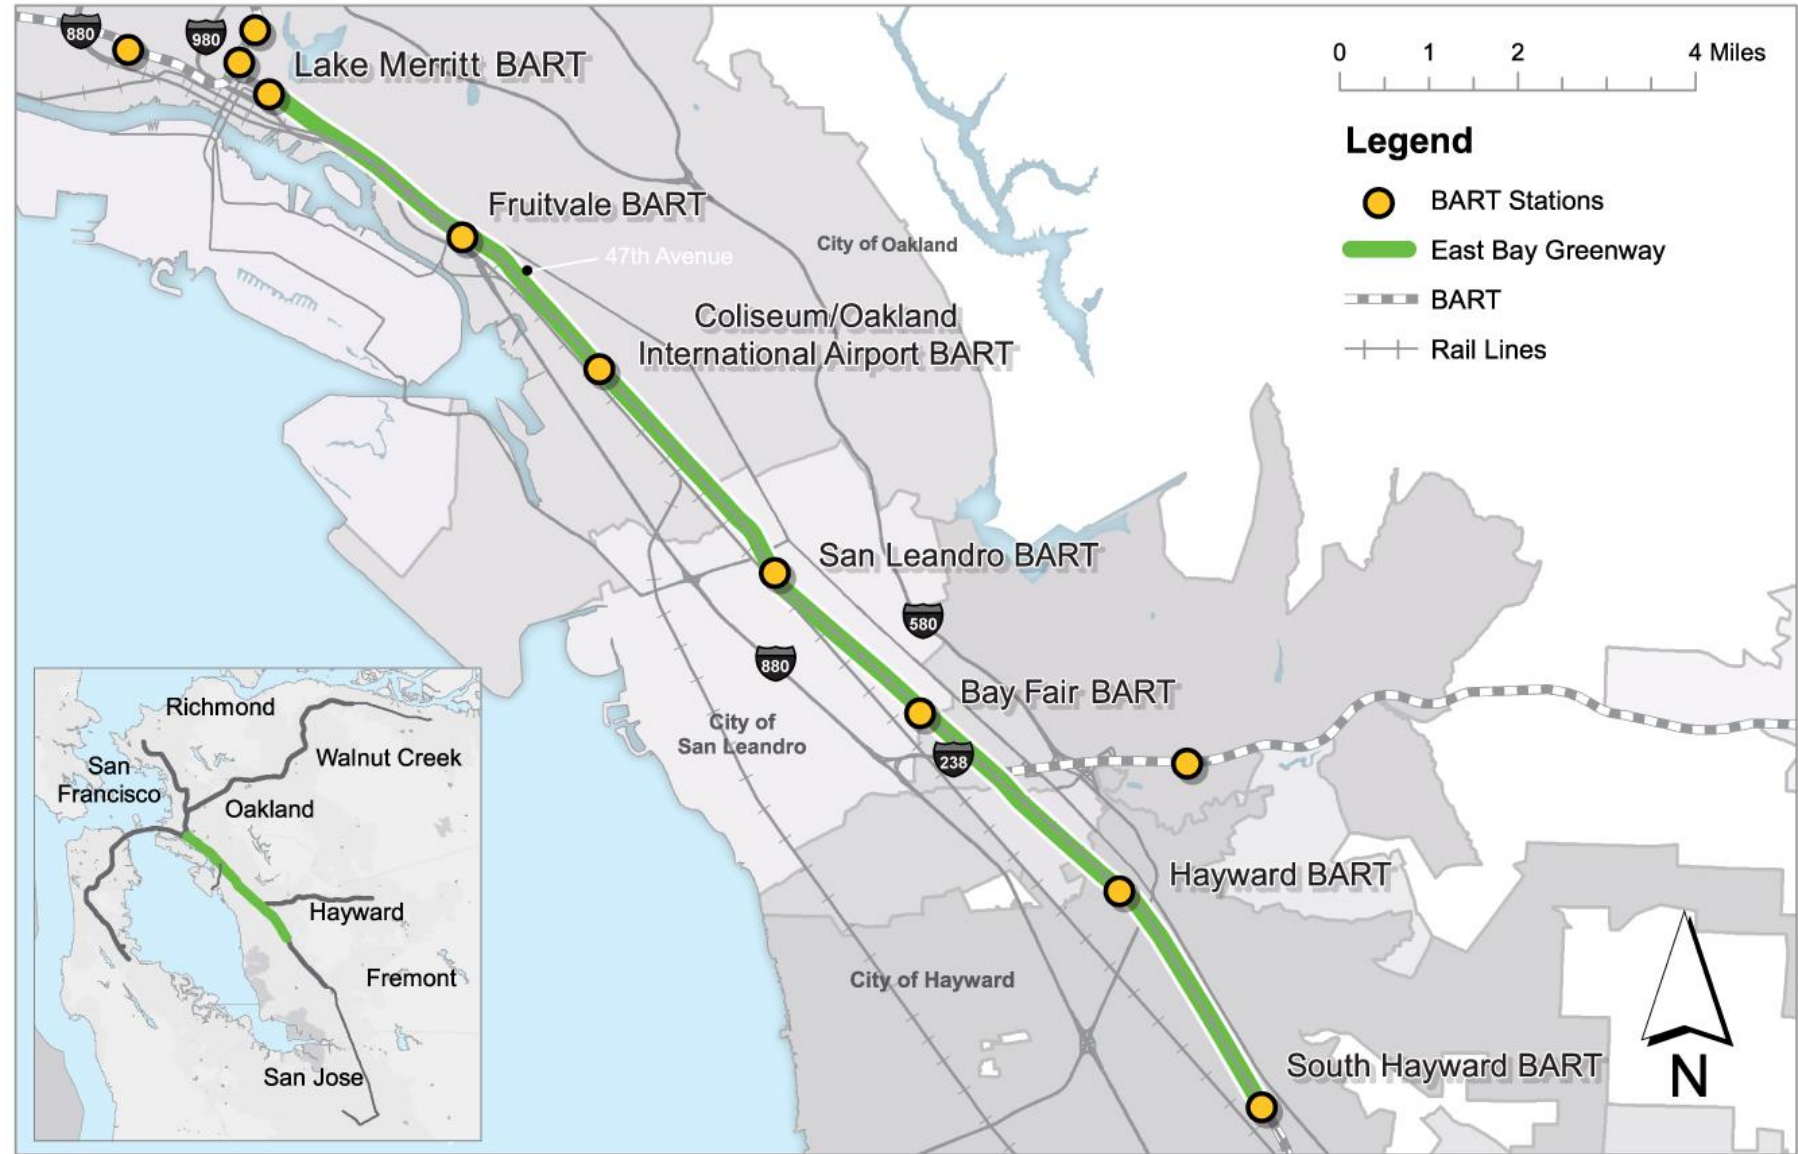 880
980
Lake Merritt BART
0 1 2 4 Miles
Legend
BART Stations
East Bay Greenway
BART
Rail Lines
Fruitvale BART
47th Avenue
City of Oakland
Coliseum/Oakland
International Airport BART
San Leandro BART
580
880
Bay Fair BART
City of
San Leandro
238
Hayward BART
City of Hayward
South Hayward BART
N
Richmond
Walnut Creek
San
Francisco
Oakland
Hayward
Fremont
San Jose